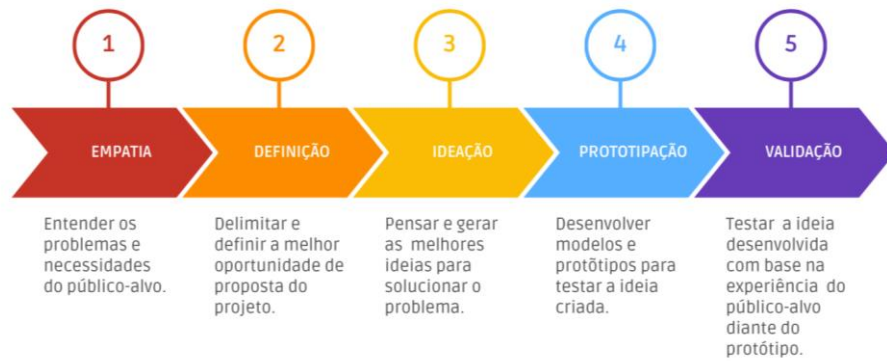 1
2
3
4
5
EMPATIA
DEFINIÇÃO
IDEAÇÃO
PROTOTIPAÇÃO
VALIDAÇÃO
Entender os
problemas e
necessidades
do público-alvo.
Delimitar e
definir a melhor
oportunidade de
proposta do
projeto.
Pensar e gerar
as melhores
ideias para
solucionar o
problema.
Desenvolver
modelos e
protõtipos para
testar a ideia
criada.
Testar a ideia
desenvolvida
com base na
experiência do
público-alvo
diante do
protótipo.